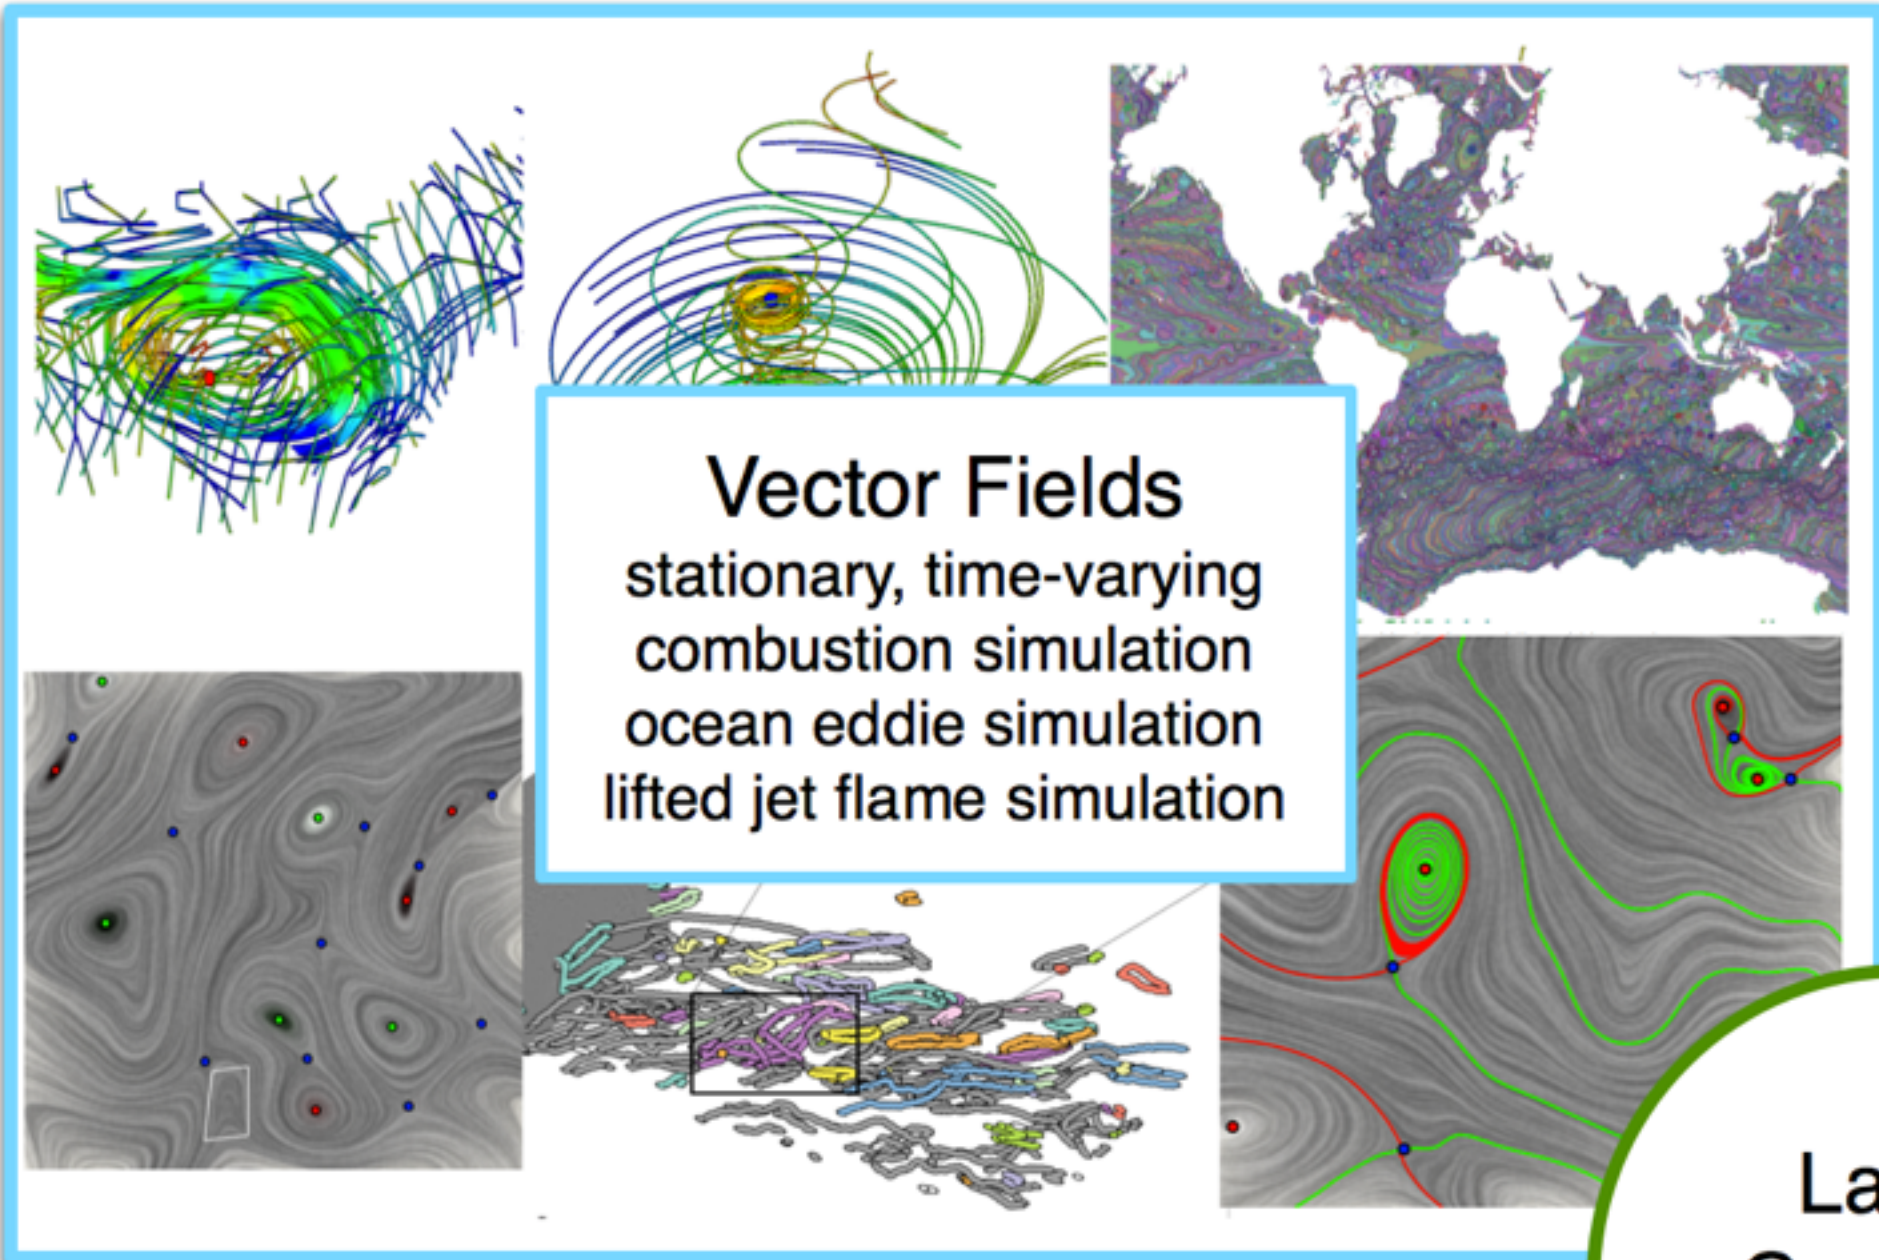 Vector Fields
stationary, time-varying
combustion simulation
ocean eddie simulation
lifted jet flame simulation
La